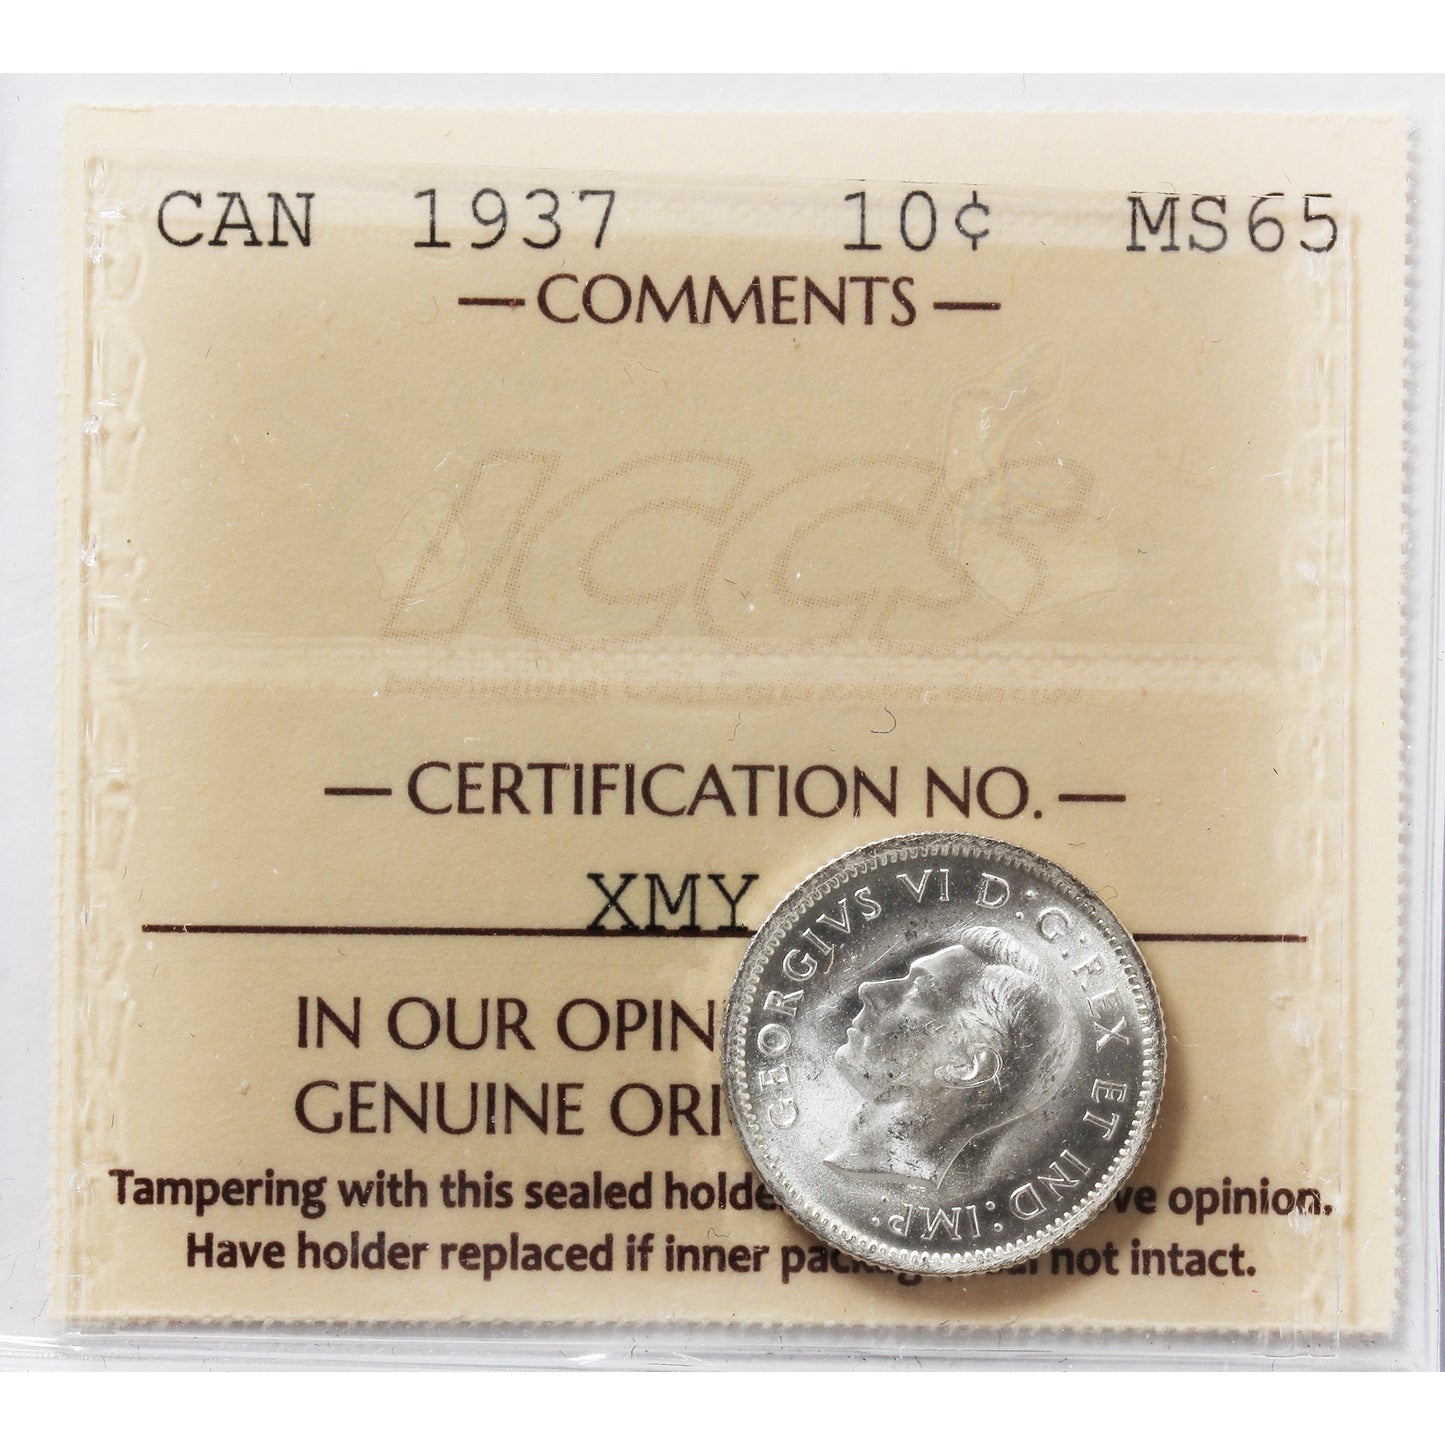 CAN 1937 10¢ MS65
— COMMENTS —
ICCS
— CERTIFICATION NO. —
XMY
IN OUR OPIN
GENUINE ORI
Tampering with this sealed holde ve opinion.
Have holder replaced if inner pac not intact.
GEORGIVS VI D:G:REX ET IND:IMP.